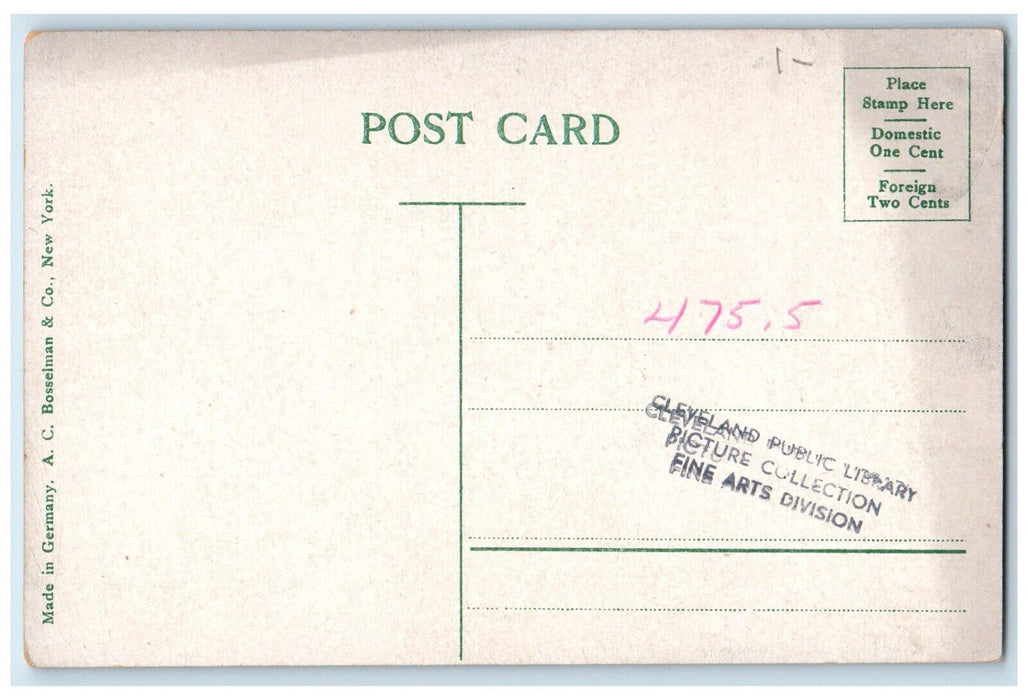 1-
POST CARD
Place
Stamp Here
Domestic
One Cent
Foreign
Two Cents
Made in Germany. A. C. Bosselman & Co., New York.
475.5
CLEVELAND PUBLIC LIBRARY
PICTURE COLLECTION
FINE ARTS DIVISION